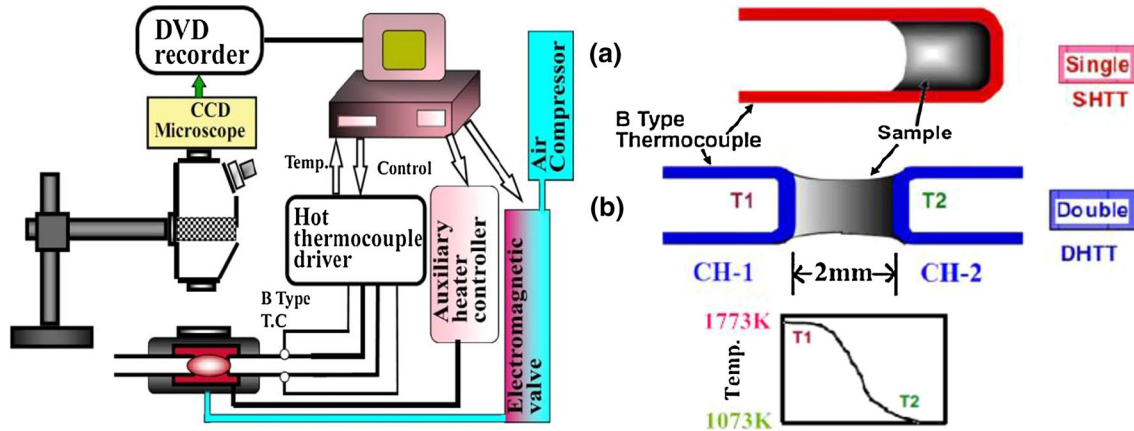 DVD
recorder
CCD
Microscope
Temp.
Control
Hot
thermocouple
driver
B Type
T.C
Auxiliary
heater
controller
Electromagnetic
valve
Air
Compressor
(a)
Single
SHTT
B Type
Thermocouple
Sample
(b)
T1
T2
Double
DHTT
CH-1
2mm
CH-2
1773K
T1
Temp.
T2
1073K